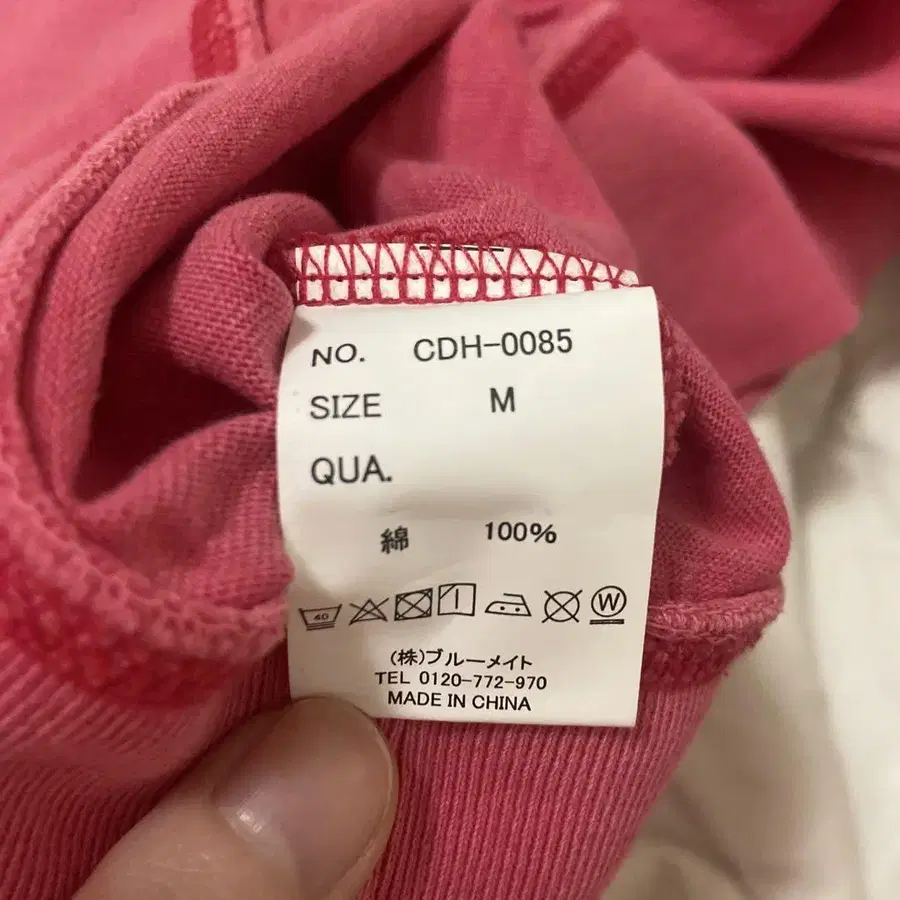 NO. CDH-0085
SIZE M
QUA.
綿 100%
40 W
(株)ブルーメイト
TEL 0120-772-970
MADE IN CHINA